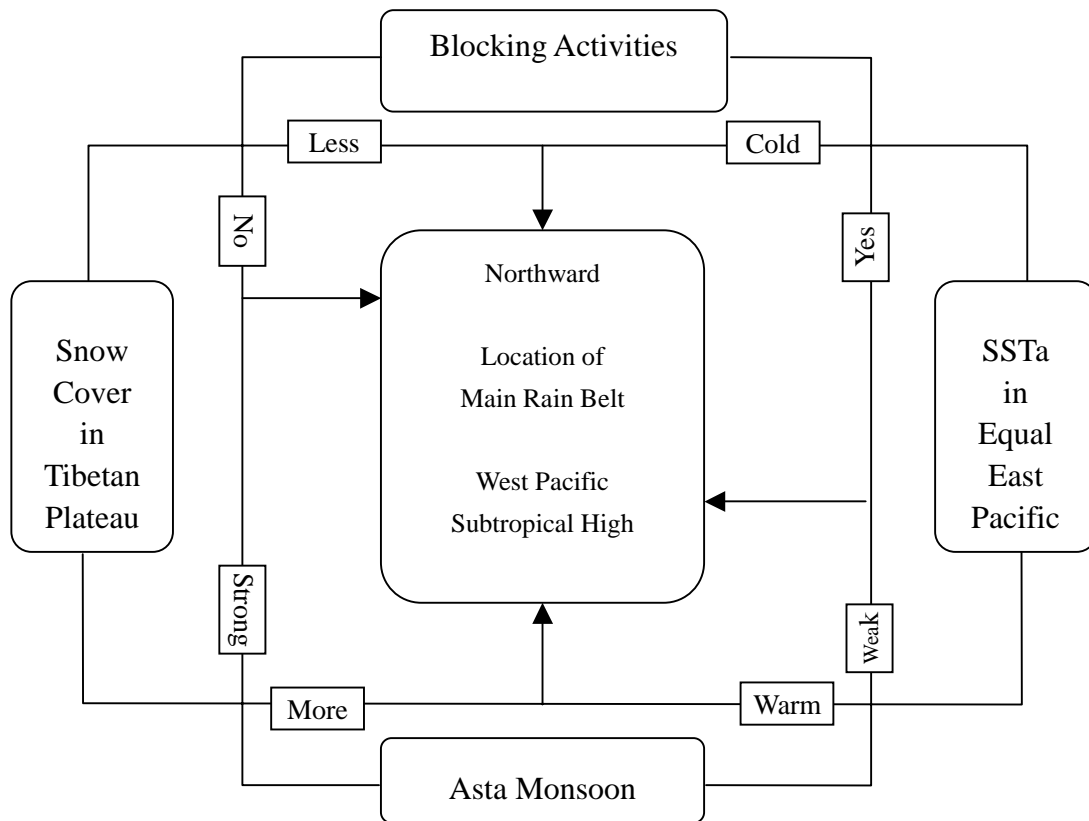 Blocking Activities
Less
Cold
No
Yes
Northward
Location of
Main Rain Belt
West Pacific
Subtropical High
Snow
Cover
in
Tibetan
Plateau
SSTa
in
Equal
East
Pacific
Strong
Weak
More
Warm
Asta Monsoon